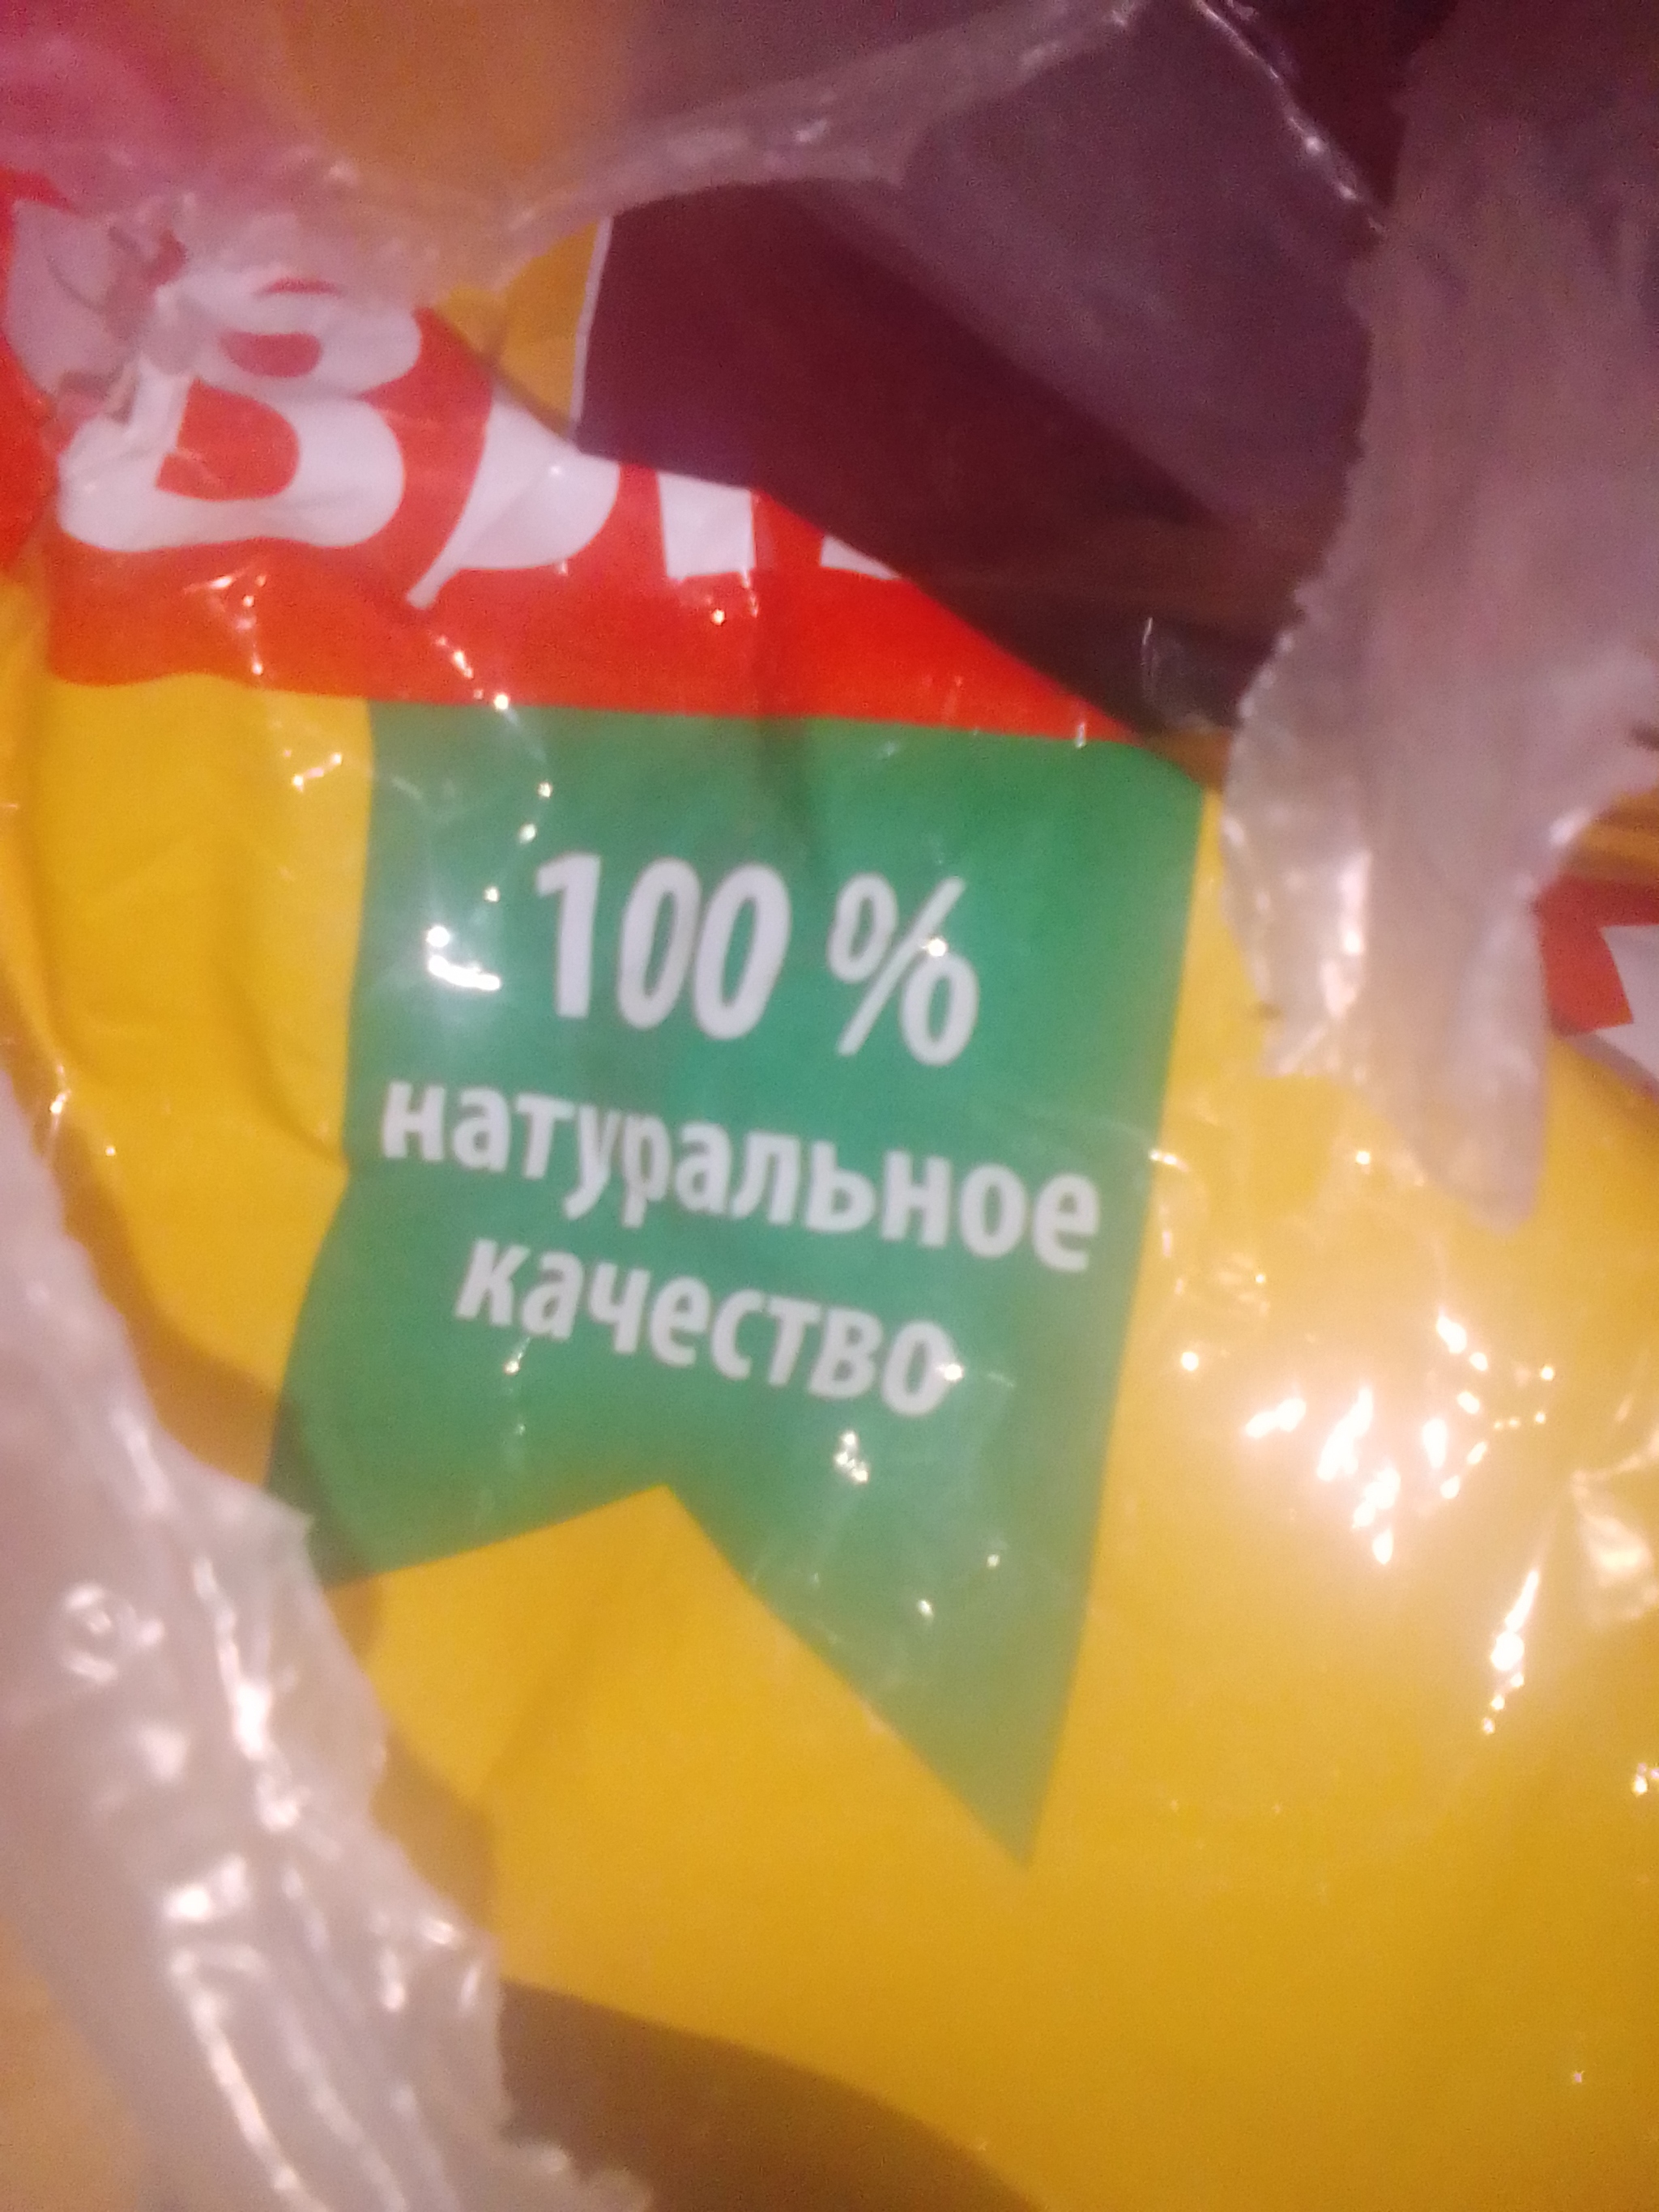 100 %
натуральное
качество